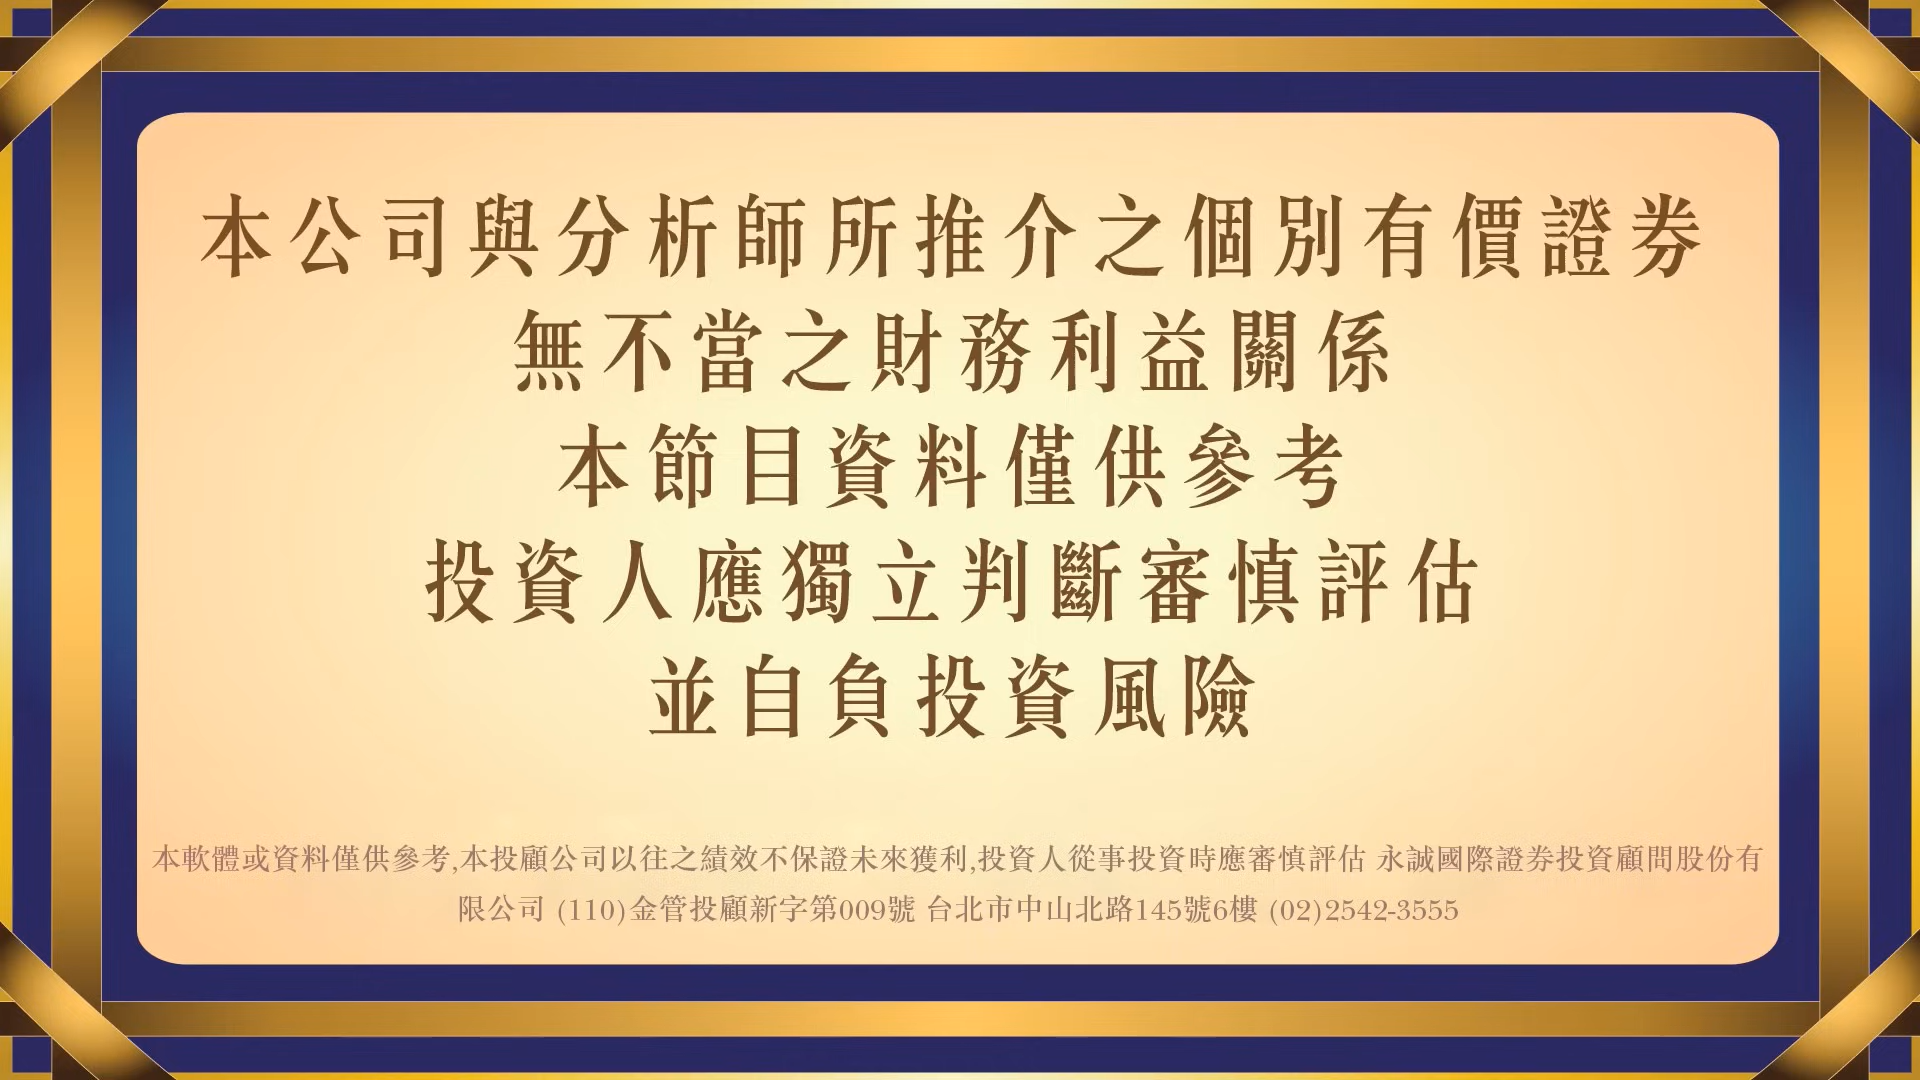 本公司與分析師所推介之個別有價證券
無不當之財務利益關係
本節目資料僅供參考
投資人應獨立判斷審慎評估
並自負投資風險
本軟體或資料僅供參考,本投顧公司以往之績效不保證未來獲利,投資人從事投資時應審慎評估 永誠國際證券投資顧問股份有
限公司 (110)金管投顧新字第009號 台北市中山北路145號6樓 (02)2542-3555